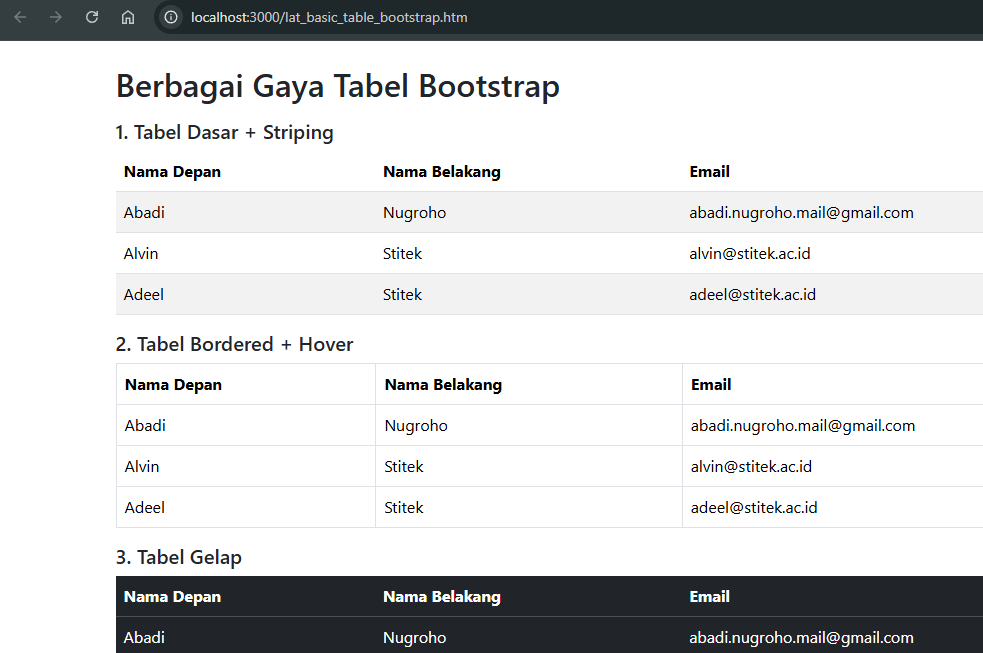 localhost:3000/lat_basic_table_bootstrap.htm
Berbagai Gaya Tabel Bootstrap
1. Tabel Dasar + Striping
Nama Depan Nama Belakang Email
Abadi Nugroho abadi.nugroho.mail@gmail.com
Alvin Stitek alvin@stitek.ac.id
Adeel Stitek adeel@stitek.ac.id
2. Tabel Bordered + Hover
Nama Depan Nama Belakang Email
Abadi Nugroho abadi.nugroho.mail@gmail.com
Alvin Stitek alvin@stitek.ac.id
Adeel Stitek adeel@stitek.ac.id
3. Tabel Gelap
Nama Depan Nama Belakang Email
Abadi Nugroho abadi.nugroho.mail@gmail.com